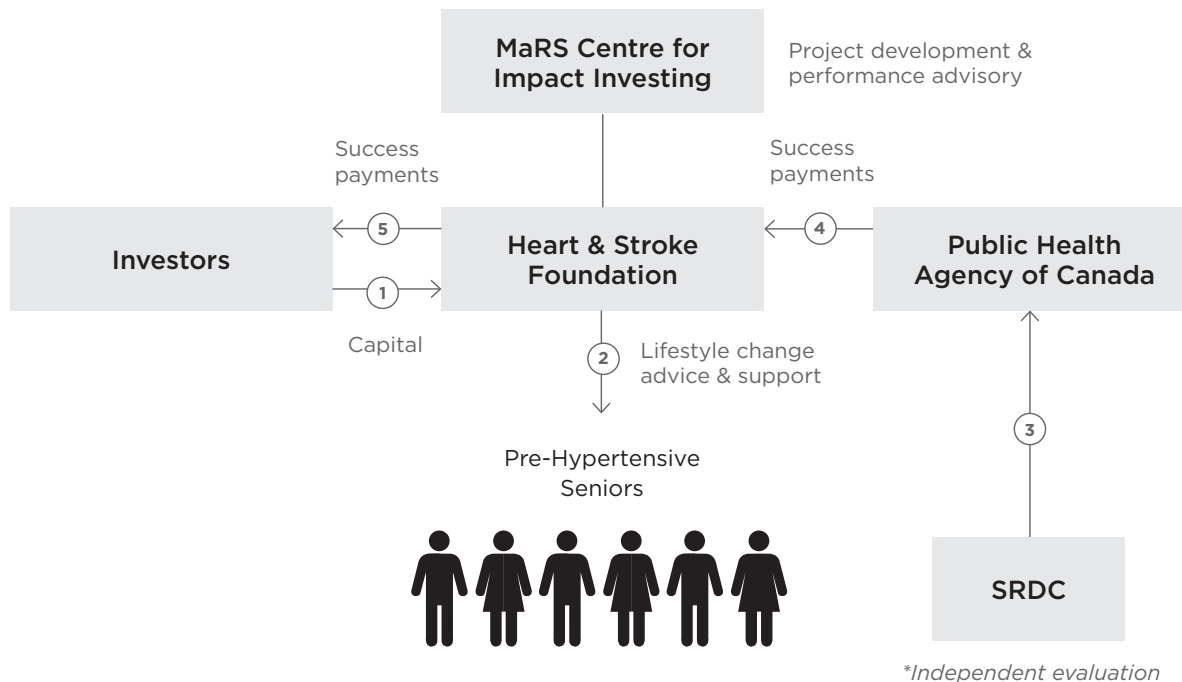 MaRS Centre for
Impact Investing
Project development &
performance advisory
Success
payments
Success
payments
5
4
Investors
Heart & Stroke
Foundation
Public Health
Agency of Canada
1
Capital
2
Lifestyle change
advice & support
3
Pre-Hypertensive
Seniors
SRDC
*Independent evaluation